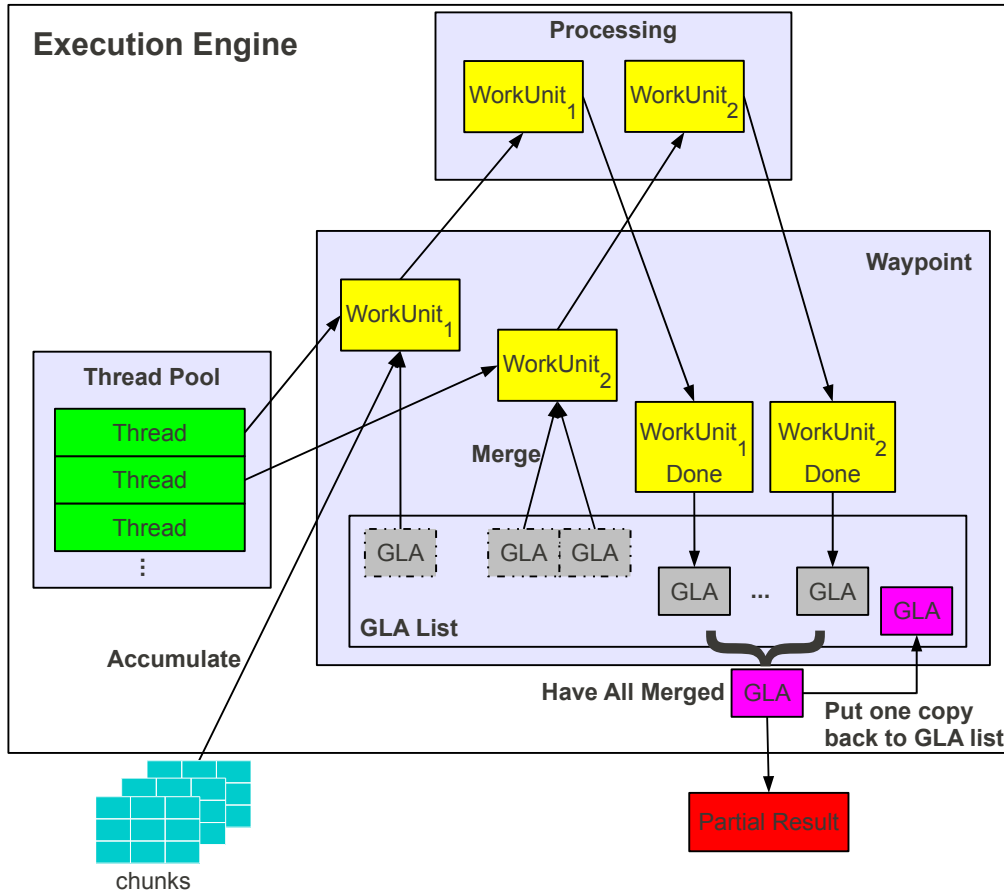 Execution Engine
Processing
WorkUnit1
WorkUnit2
Waypoint
WorkUnit1
WorkUnit2
Thread Pool
Thread
Thread
Thread
...
Merge
WorkUnit1
Done
WorkUnit2
Done
GLA
GLA
GLA
GLA
...
GLA
GLA
GLA List
Accumulate
Have All Merged
GLA
Put one copy
back to GLA list
Partial Result
chunks